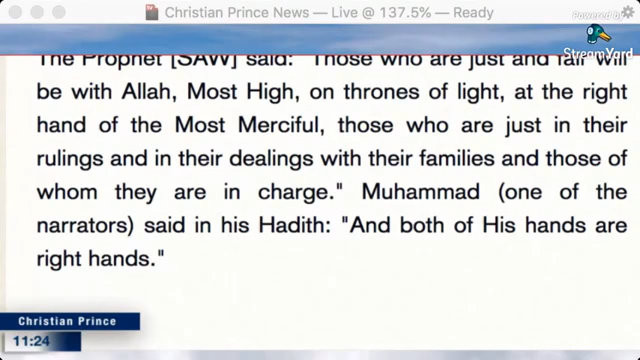 Christian Prince News — Live @ 137.5% — Ready
Powered by
StreamYard
The Prophet [SAW] said: "Those who are just and fair will
be with Allah, Most High, on thrones of light, at the right
hand of the Most Merciful, those who are just in their
rulings and in their dealings with their families and those of
whom they are in charge." Muhammad (one of the
narrators) said in his Hadith: "And both of His hands are
right hands."
Christian Prince
11:24